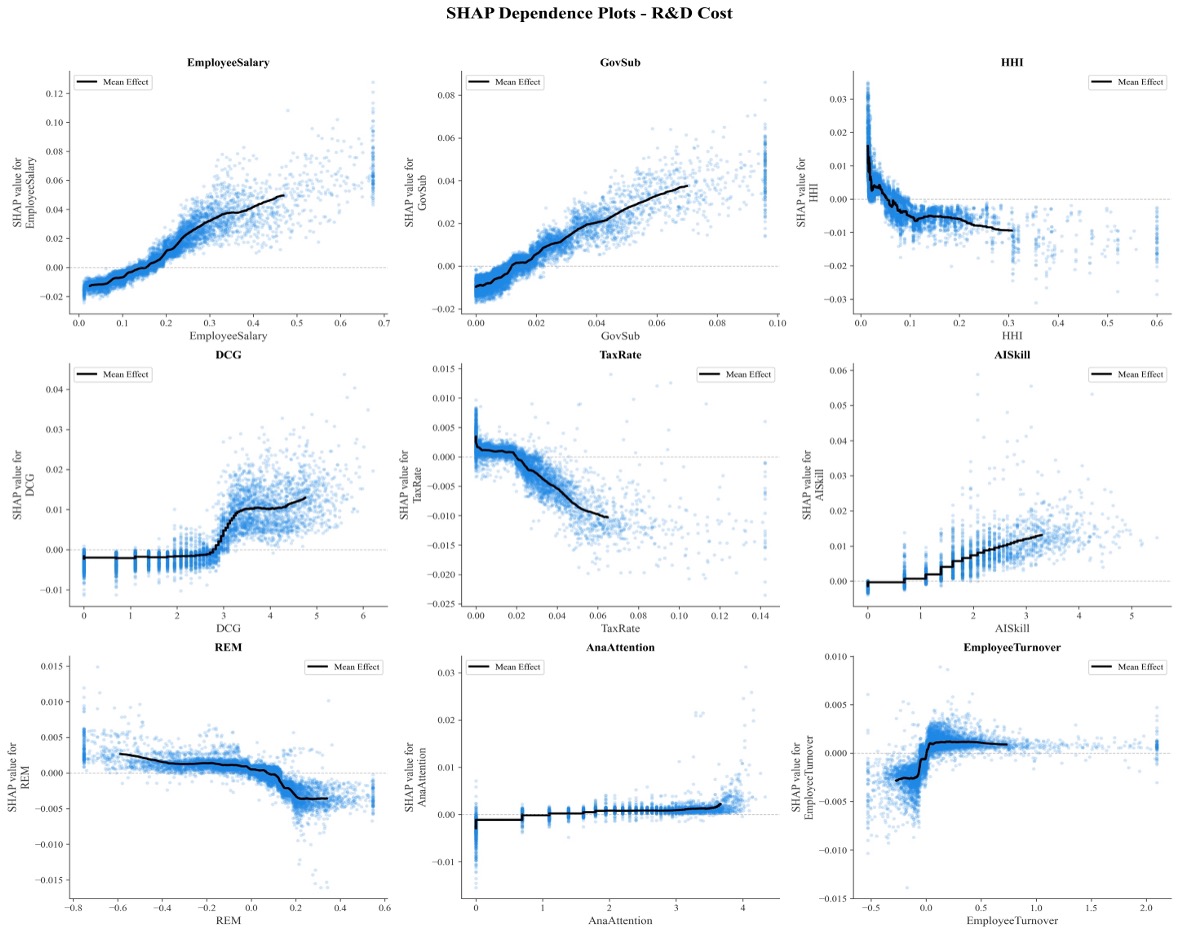 SHAP Dependence Plots - R&D Cost
EmployeeSalary
Mean Effect
SHAP value for
EmployeeSalary
0.12
0.10
0.08
0.06
0.04
0.02
0.00
−0.02
0.0 0.1 0.2 0.3 0.4 0.5 0.6 0.7
EmployeeSalary
GovSub
Mean Effect
SHAP value for
GovSub
0.08
0.06
0.04
0.02
0.00
−0.02
0.00 0.02 0.04 0.06 0.08 0.10
GovSub
HHI
Mean Effect
SHAP value for
HHI
0.03
0.02
0.01
0.00
−0.01
−0.02
−0.03
0.0 0.1 0.2 0.3 0.4 0.5 0.6
HHI
DCG
Mean Effect
SHAP value for
DCG
0.04
0.03
0.02
0.01
0.00
−0.01
0 1 2 3 4 5 6
DCG
TaxRate
Mean Effect
SHAP value for
TaxRate
0.015
0.010
0.005
0.000
−0.005
−0.010
−0.015
−0.020
−0.025
0.00 0.02 0.04 0.06 0.08 0.10 0.12 0.14
TaxRate
AISkill
Mean Effect
SHAP value for
AISkill
0.06
0.05
0.04
0.03
0.02
0.01
0.00
0 1 2 3 4 5
AISkill
REM
Mean Effect
SHAP value for
REM
0.015
0.010
0.005
0.000
−0.005
−0.010
−0.015
−0.8 −0.6 −0.4 −0.2 0.0 0.2 0.4 0.6
REM
AnaAttention
Mean Effect
SHAP value for
AnaAttention
0.03
0.02
0.01
0.00
−0.01
0 1 2 3 4
AnaAttention
EmployeeTurnover
Mean Effect
SHAP value for
EmployeeTurnover
0.010
0.005
0.000
−0.005
−0.010
−0.015
−0.5 0.0 0.5 1.0 1.5 2.0
EmployeeTurnover